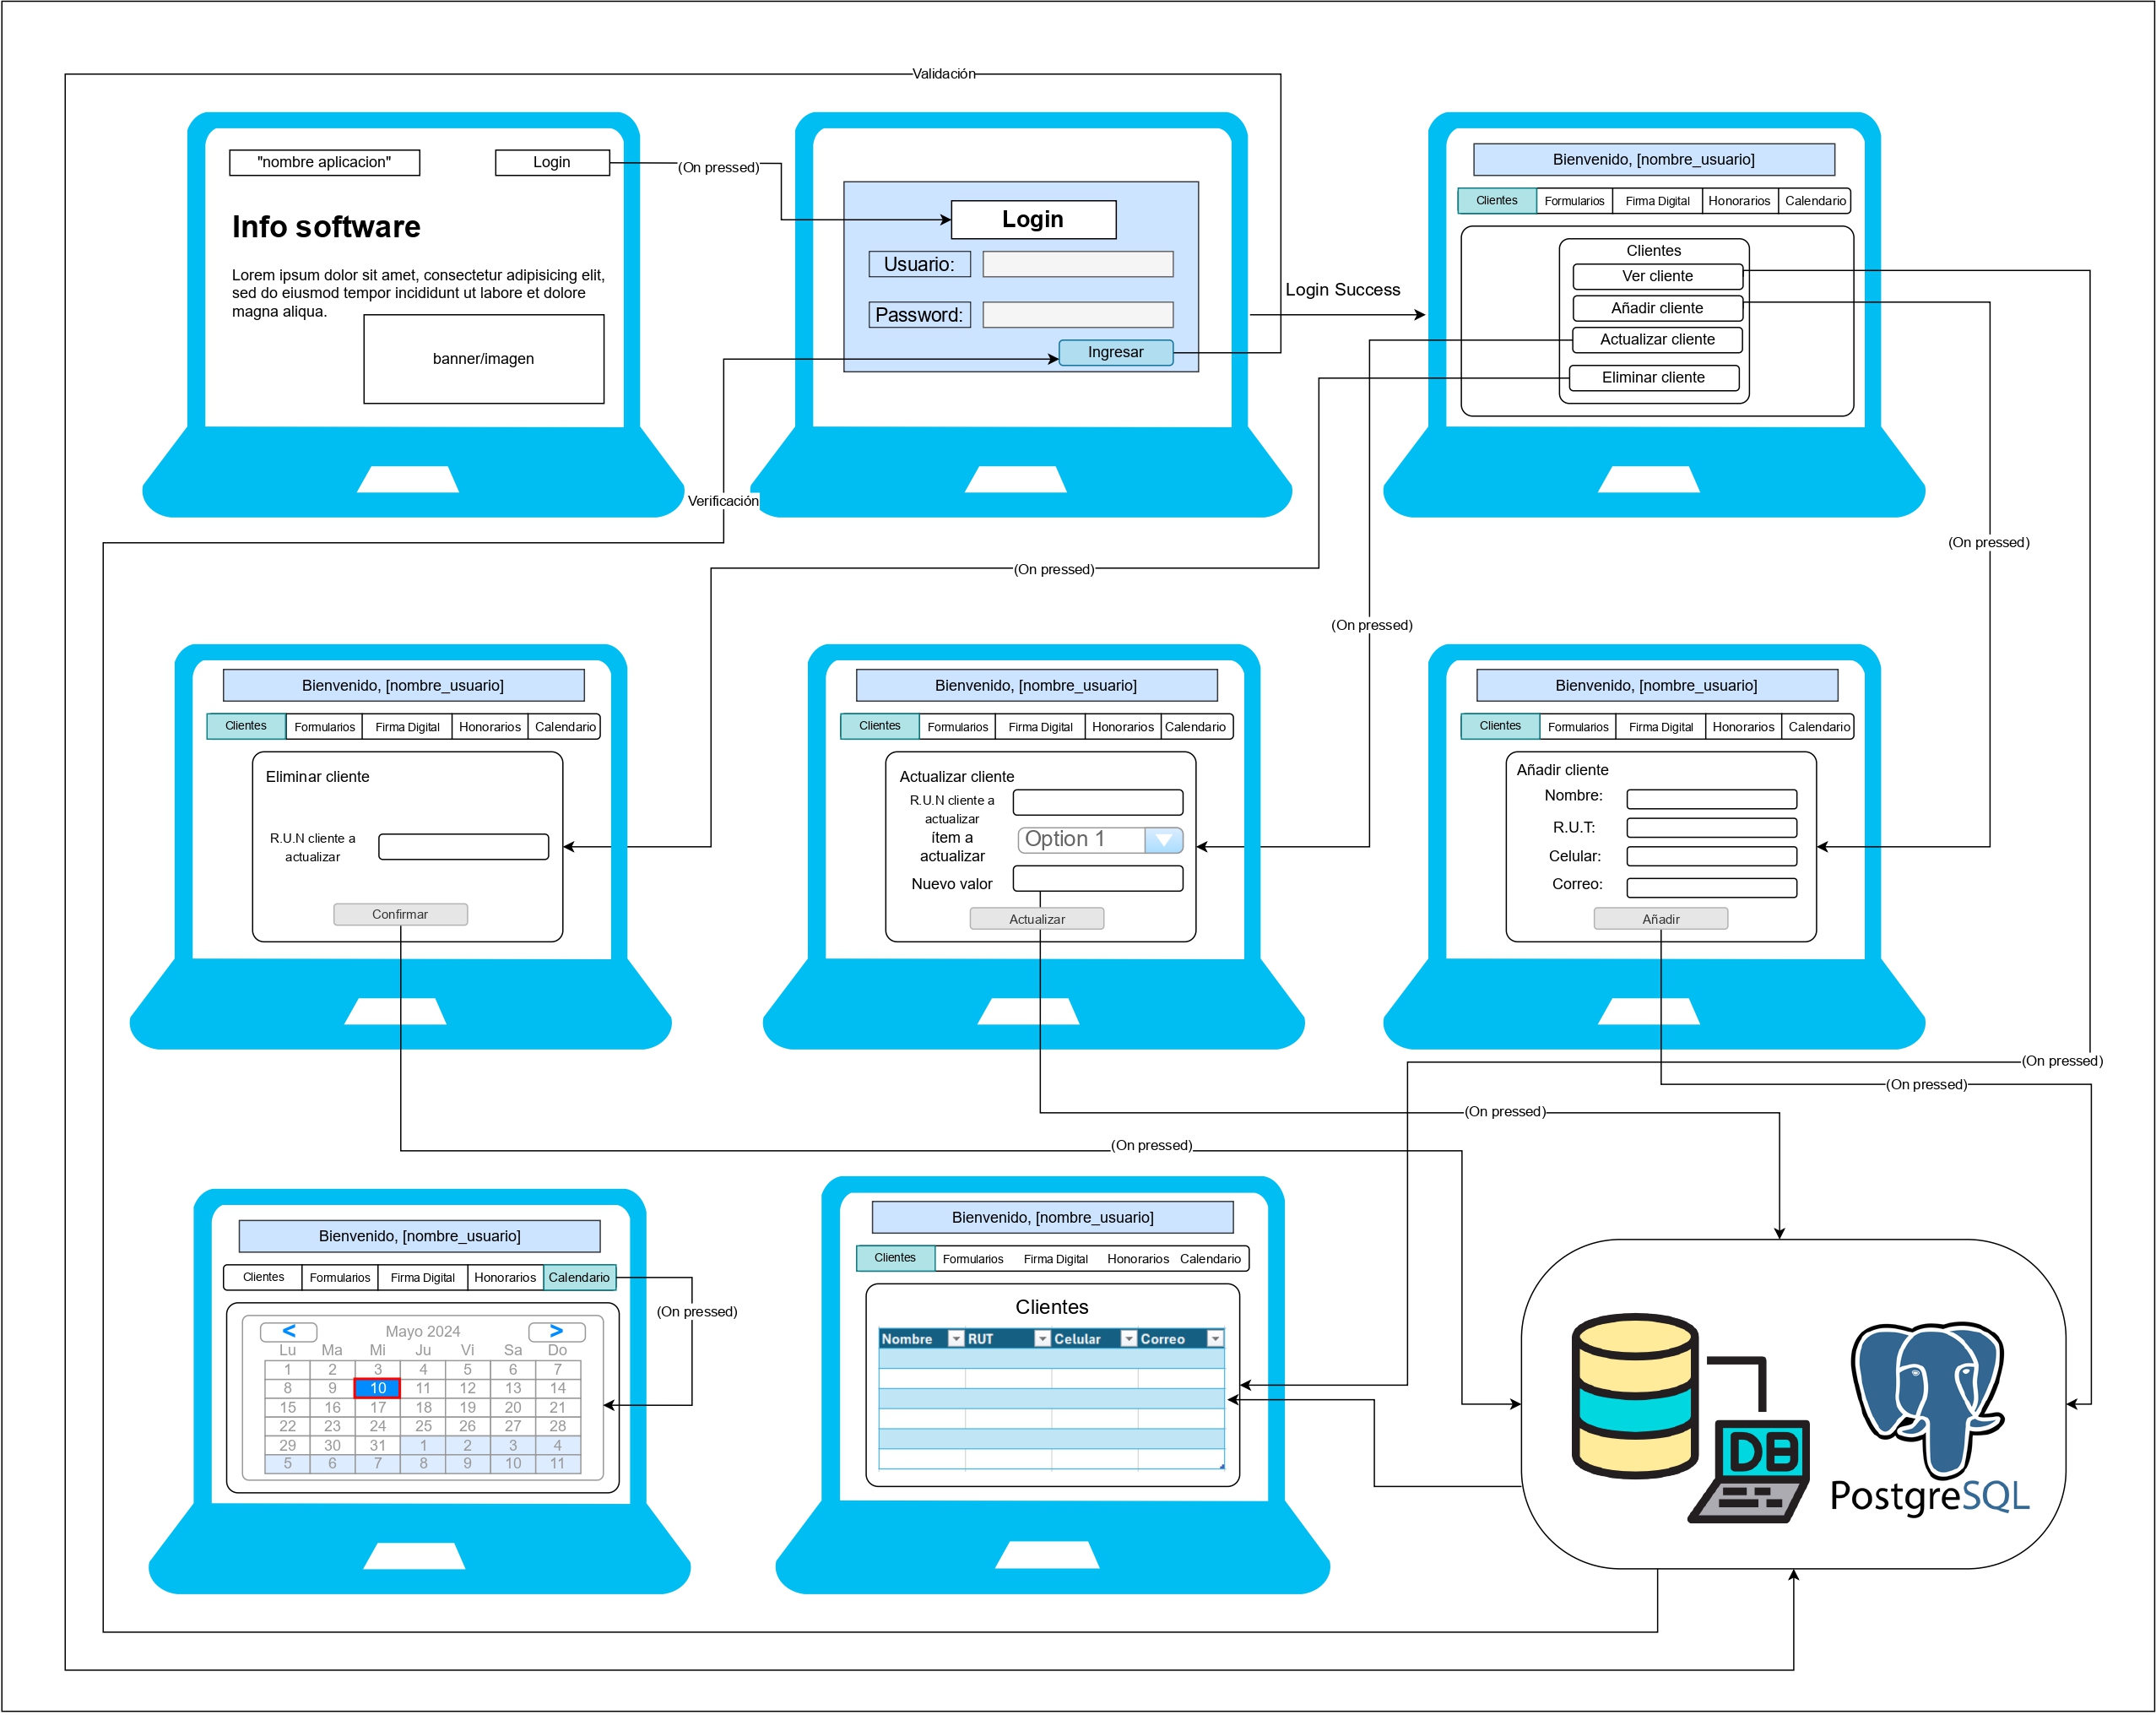 Validación
"nombre aplicacion"
Login
(On pressed)
Info software
Lorem ipsum dolor sit amet, consectetur adipisicing elit,
sed do eiusmod tempor incididunt ut labore et dolore
magna aliqua.
banner/imagen
Login
Usuario:
Password:
Ingresar
Login Success
Bienvenido, [nombre_usuario]
Clientes Formularios Firma Digital Honorarios Calendario
Clientes
Ver cliente
Añadir cliente
Actualizar cliente
Eliminar cliente
Verificación
(On pressed)
(On pressed)
(On pressed)
Bienvenido, [nombre_usuario]
Clientes Formularios Firma Digital Honorarios Calendario
Eliminar cliente
R.U.N cliente a
actualizar
Confirmar
Bienvenido, [nombre_usuario]
Clientes Formularios Firma Digital Honorarios Calendario
Actualizar cliente
R.U.N cliente a
actualizar
ítem a
actualizar
Option 1
Nuevo valor
Actualizar
Bienvenido, [nombre_usuario]
Clientes Formularios Firma Digital Honorarios Calendario
Añadir cliente
Nombre:
R.U.T:
Celular:
Correo:
Añadir
(On pressed)
(On pressed)
(On pressed)
(On pressed)
Bienvenido, [nombre_usuario]
Clientes Formularios Firma Digital Honorarios Calendario
(On pressed)
< Mayo 2024 >
Lu Ma Mi Ju Vi Sa Do
1 2 3 4 5 6 7
8 9 10 11 12 13 14
15 16 17 18 19 20 21
22 23 24 25 26 27 28
29 30 31 1 2 3 4
5 6 7 8 9 10 11
Bienvenido, [nombre_usuario]
Clientes Formularios Firma Digital Honorarios Calendario
Clientes
Nombre RUT Celular Correo
DB
PostgreSQL